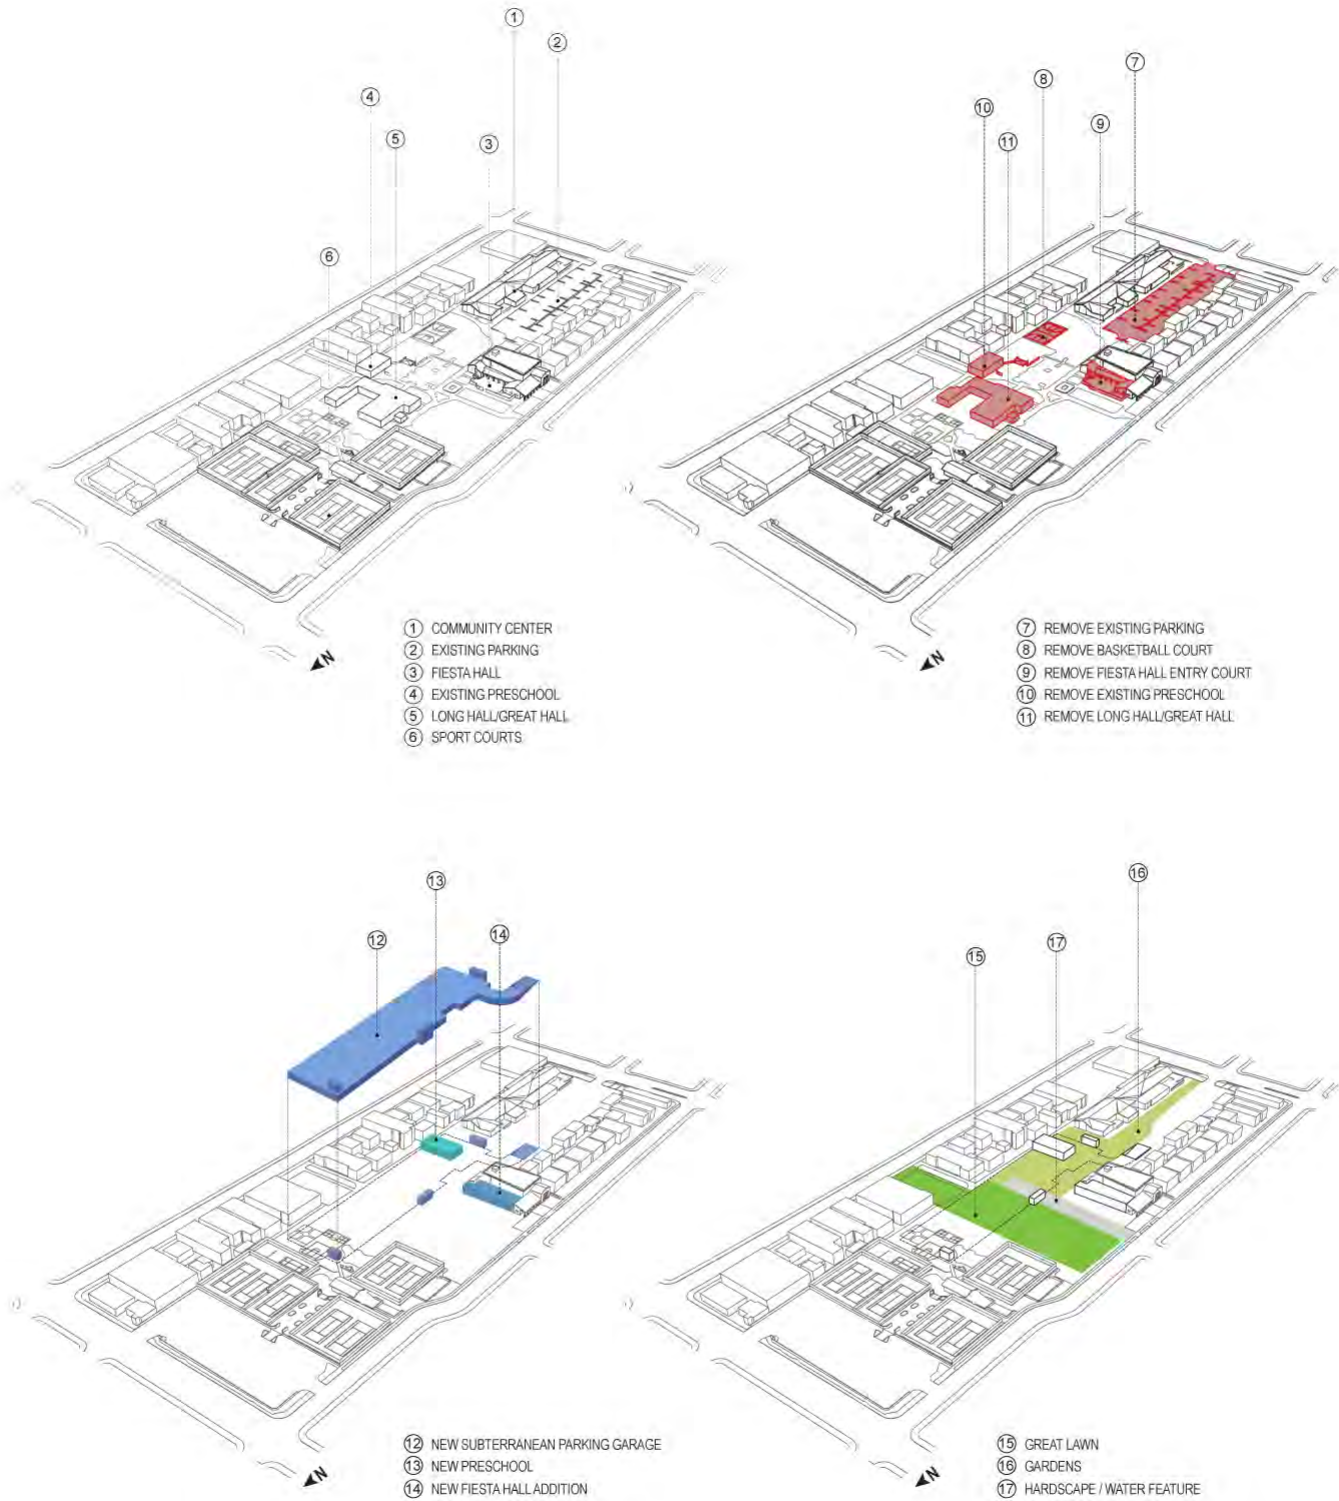 1
2
4
5
3
6
7
8
10
9
11
1 COMMUNITY CENTER
2 EXISTING PARKING
3 FIESTA HALL
4 EXISTING PRESCHOOL
5 LONG HALL/GREAT HALL
6 SPORT COURTS
N
7 REMOVE EXISTING PARKING
8 REMOVE BASKETBALL COURT
9 REMOVE FIESTA HALL ENTRY COURT
10 REMOVE EXISTING PRESCHOOL
11 REMOVE LONG HALL/GREAT HALL
N
13
12
14
16
17
15
12 NEW SUBTERRANEAN PARKING GARAGE
13 NEW PRESCHOOL
14 NEW FIESTA HALL ADDITION
N
15 GREAT LAWN
16 GARDENS
17 HARDSCAPE / WATER FEATURE
N